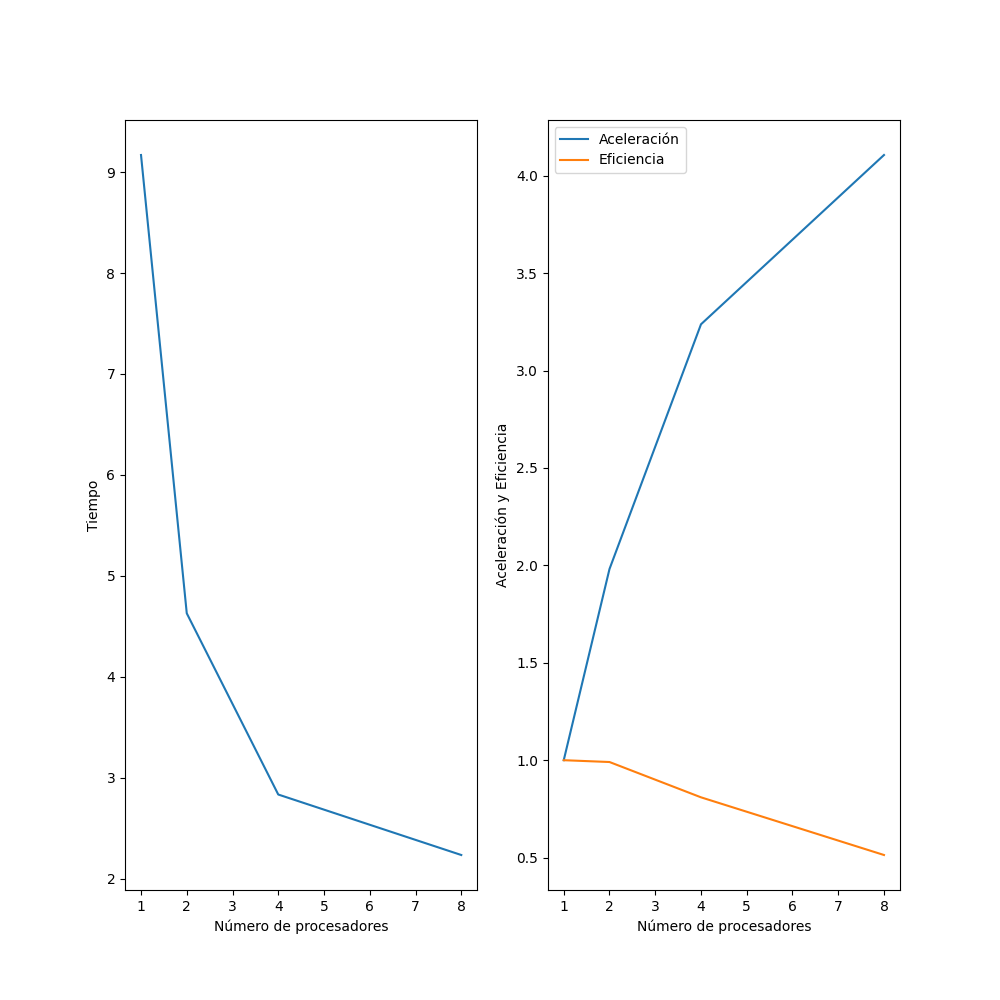 9
8
7
6
5
4
3
2
Tiempo
1 2 3 4 5 6 7 8
Número de procesadores
Aceleración
Eficiencia
4.0
3.5
3.0
2.5
2.0
1.5
1.0
0.5
Aceleración y Eficiencia
1 2 3 4 5 6 7 8
Número de procesadores